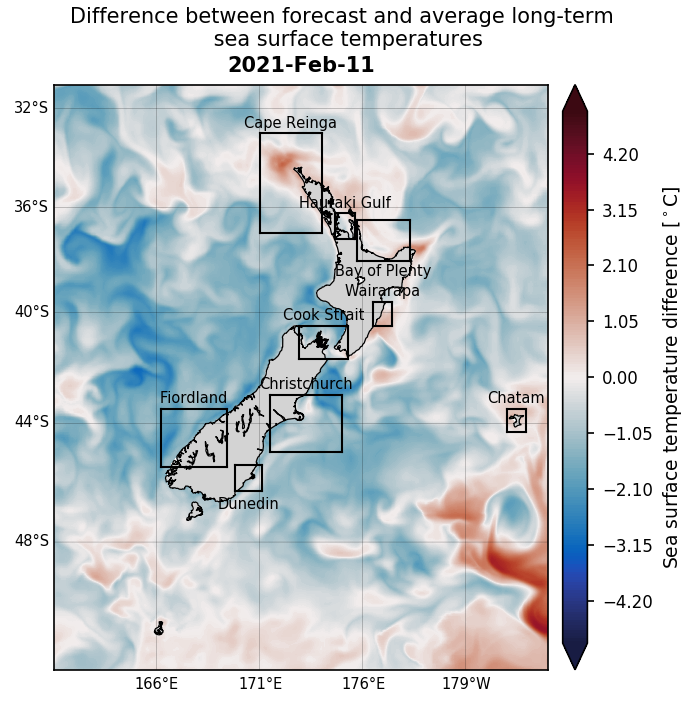 Difference between forecast and average long-term
sea surface temperatures
2021-Feb-11
32°S
36°S
40°S
44°S
48°S
Cape Reinga
Hauraki Gulf
Bay of Plenty
Wairarapa
Cook Strait
Christchurch
Fiordland
Chatam
Dunedin
166°E
171°E
176°E
179°W
4.20
3.15
2.10
1.05
0.00
−1.05
−2.10
−3.15
−4.20
Sea surface temperature difference [ °C]